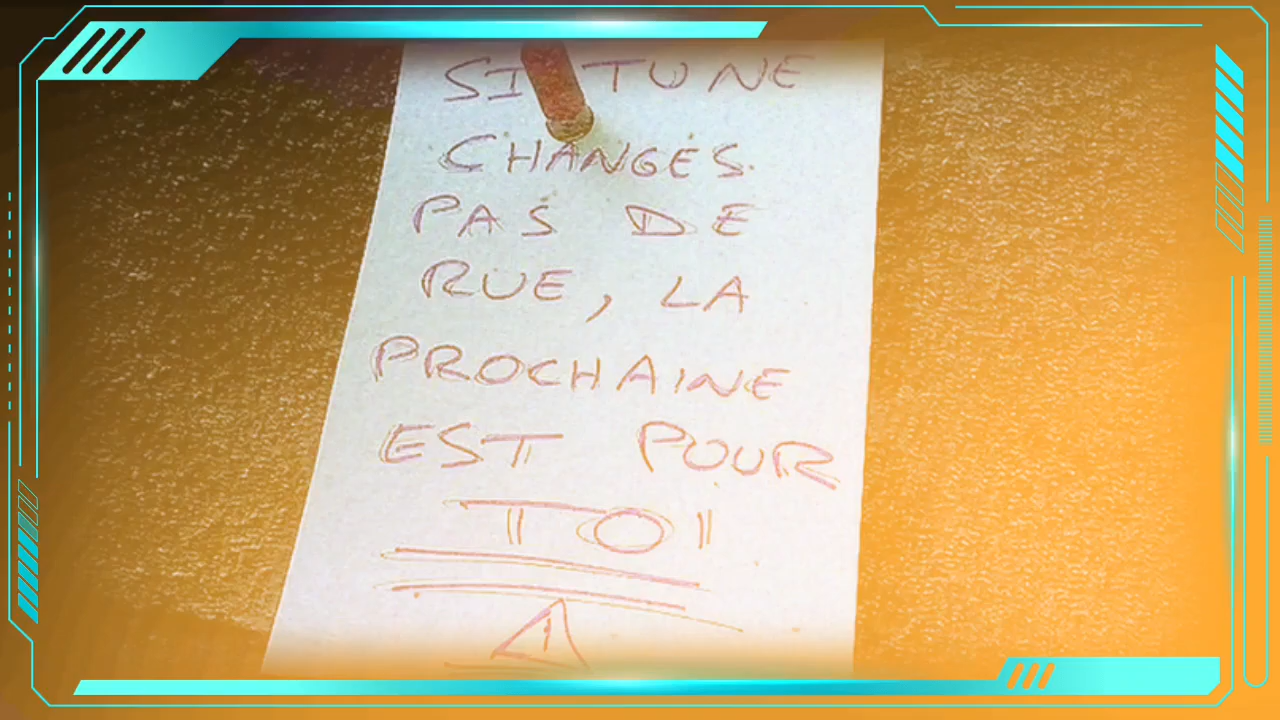 SI TU NE
CHANGES
PAS DE
RUE, LA
PROCHAINE
EST POUR
TOI
!